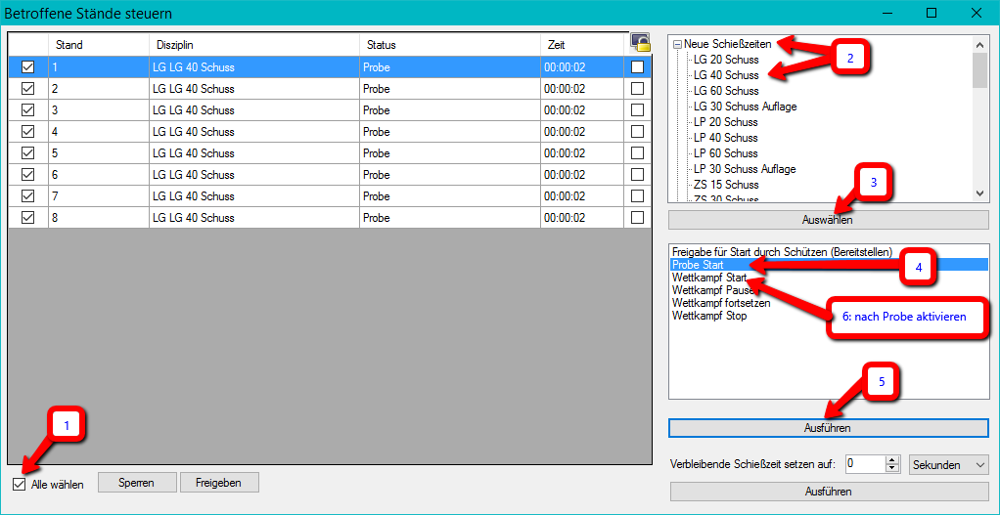 Betroffene Stände steuern
Stand Disziplin Status Zeit
1 LG LG 40 Schuss Probe 00:00:02
2 LG LG 40 Schuss Probe 00:00:02
3 LG LG 40 Schuss Probe 00:00:02
4 LG LG 40 Schuss Probe 00:00:02
5 LG LG 40 Schuss Probe 00:00:02
6 LG LG 40 Schuss Probe 00:00:02
7 LG LG 40 Schuss Probe 00:00:02
8 LG LG 40 Schuss Probe 00:00:02
1
Alle wählen Sperren Freigeben
Neue Schießzeiten
LG 20 Schuss
LG 40 Schuss
LG 60 Schuss
LG 30 Schuss Auflage
LP 20 Schuss
LP 40 Schuss
LP 60 Schuss
LP 30 Schuss Auflage
ZS 15 Schuss
ZS 30 Schuss
2
3
Auswählen
Freigabe für Start durch Schützen (Bereitstellen)
Probe Start
Wettkampf Start
Wettkampf Pause
Wettkampf fortsetzen
Wettkampf Stop
4
6: nach Probe aktivieren
5
Ausführen
Verbleibende Schießzeit setzen auf: 0 Sekunden
Ausführen